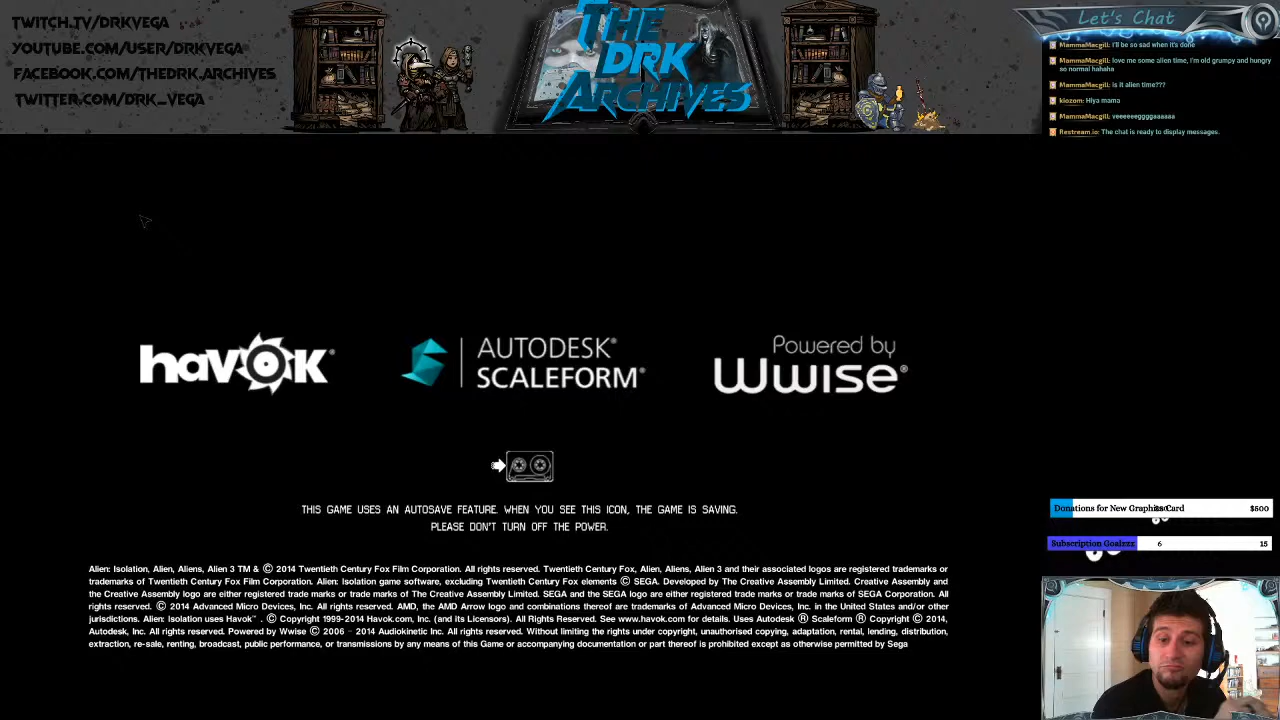 TWITCH.TV/DRKVEGA
YOUTUBE.COM/USER/DRKVEGA
FACEBOOK.COM/THEDRK.ARCHIVES
TWITTER.COM/DRK_VEGA
THE
DRK
ARCHIVES
Let's Chat
MammaMacgill: I'll be so sad when it's done
MammaMacgill: love me some alien time, I'm old grumpy and hungry
so normal hahaha
MammaMacgill: is it alien time???
kiozom: Hiya mama
MammaMacgill: veeeeeeggggaaaaaa
Restream.io: The chat is ready to display messages.
havok®
AUTODESK®
SCALEFORM®
Powered by
Wwise®
THIS GAME USES AN AUTOSAVE FEATURE. WHEN YOU SEE THIS ICON, THE GAME IS SAVING.
PLEASE DON'T TURN OFF THE POWER.
Alien: Isolation, Alien, Aliens, Alien 3 TM & © 2014 Twentieth Century Fox Film Corporation. All rights reserved. Twentieth Century Fox, Alien, Aliens, Alien 3 and their associated logos are registered trademarks or
trademarks of Twentieth Century Fox Film Corporation. Alien: Isolation game software, excluding Twentieth Century Fox elements © SEGA. Developed by The Creative Assembly Limited. Creative Assembly and
the Creative Assembly logo are either registered trade marks or trade marks of The Creative Assembly Limited. SEGA and the SEGA logo are either registered trade marks or trade marks of SEGA Corporation. All
rights reserved. © 2014 Advanced Micro Devices, Inc. All rights reserved. AMD, the AMD Arrow logo and combinations thereof are trademarks of Advanced Micro Devices, Inc. in the United States and/or other
jurisdictions. Alien: Isolation uses Havok™ . © Copyright 1999-2014 Havok.com, Inc. (and its Licensors). All Rights Reserved. See www.havok.com for details. Uses Autodesk ® Scaleform ® Copyright © 2014,
Autodesk, Inc. All rights reserved. Powered by Wwise © 2006 – 2014 Audiokinetic Inc. All rights reserved. Without limiting the rights under copyright, unauthorised copying, adaptation, rental, lending, distribution,
extraction, re-sale, renting, broadcast, public performance, or transmissions by any means of this Game or accompanying documentation or part thereof is prohibited except as otherwise permitted by Sega
Donations for New Graphics Card $500
Subscription Goalzzz 6 15